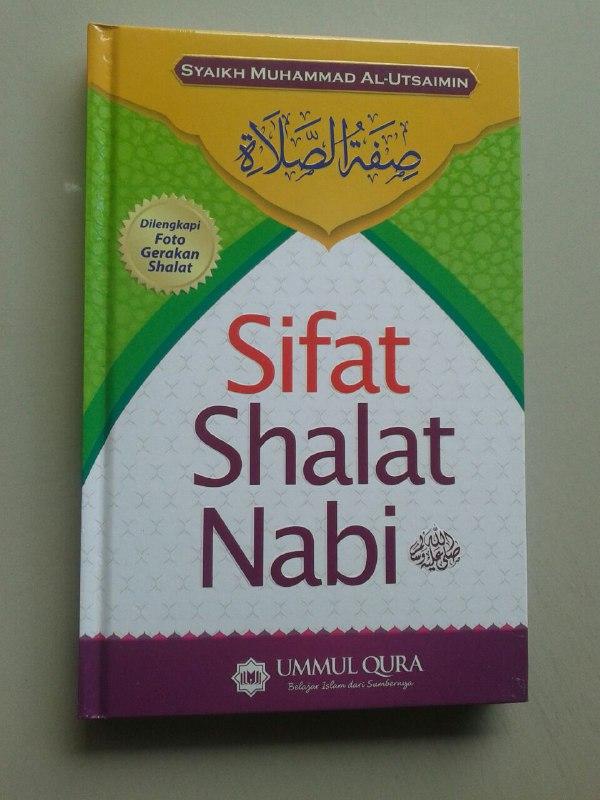 SYAIKH MUHAMMAD AL-UTSAIMIN
صِفَةُ الصَّلَاةِ
Dilengkapi
Foto
Gerakan
Shalat
Sifat
Shalat
Nabi
صلى الله عليه وسلم
UMMUL QURA
Belajar Islam dari Sumbernya